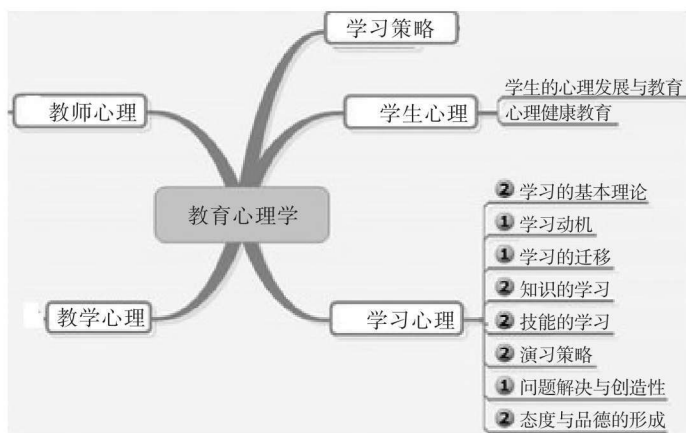 学习策略
教师心理
学生心理
学生的心理发展与教育
心理健康教育
教育心理学
教学心理
学习心理
2 学习的基本理论
1 学习动机
1 学习的迁移
2 知识的学习
2 技能的学习
2 演习策略
1 问题解决与创造性
2 态度与品德的形成